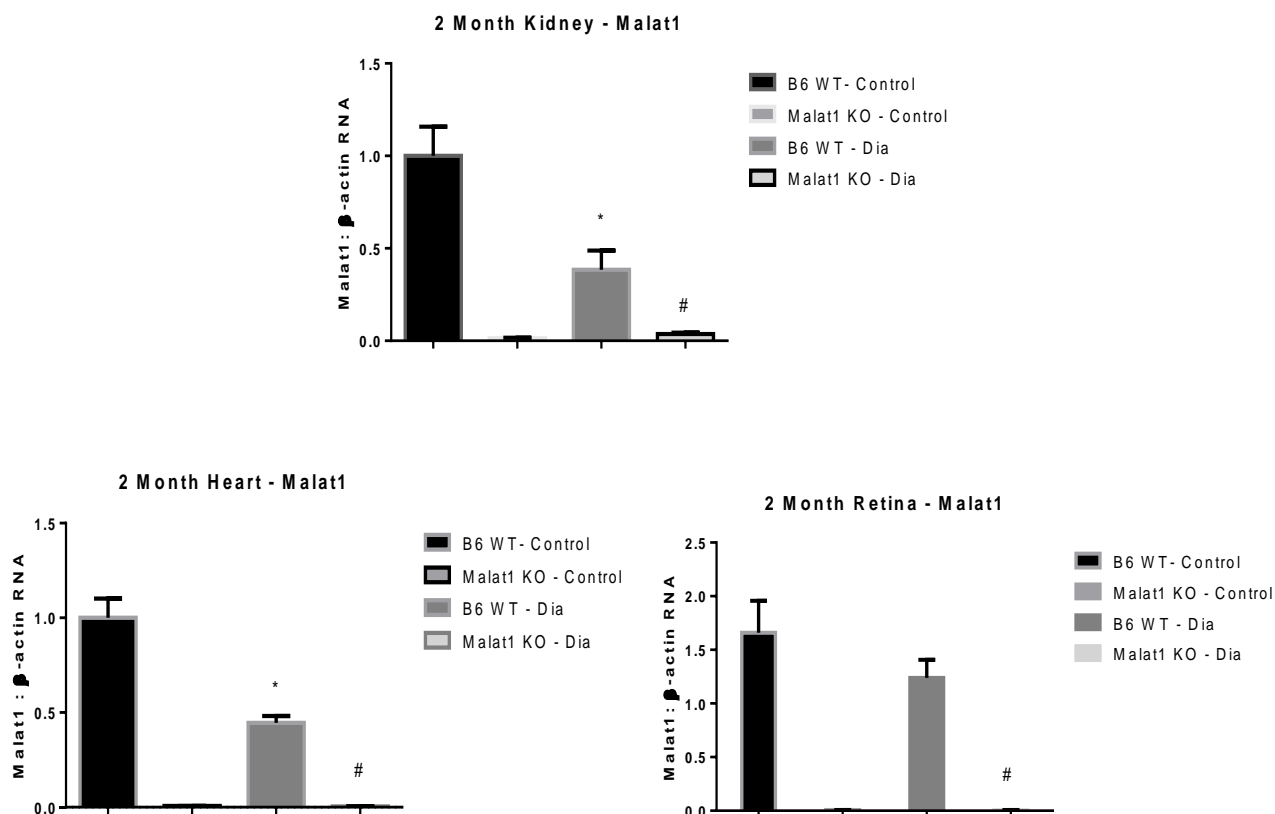 2 Month Kidney - Malat1
1.5
1.0
0.5
0.0
Malat1: β-actin RNA
*
#
B6 WT- Control
Malat1 KO - Control
B6 WT - Dia
Malat1 KO - Dia
2 Month Heart - Malat1
1.5
1.0
0.5
0.0
Malat1 : β-actin RNA
*
#
B6 WT- Control
Malat1 KO - Control
B6 WT - Dia
Malat1 KO - Dia
2 Month Retina - Malat1
2.5
2.0
1.5
1.0
0.5
0.0
Malat1: β-actin RNA
#
B6 WT- Control
Malat1 KO - Control
B6 WT - Dia
Malat1 KO - Dia